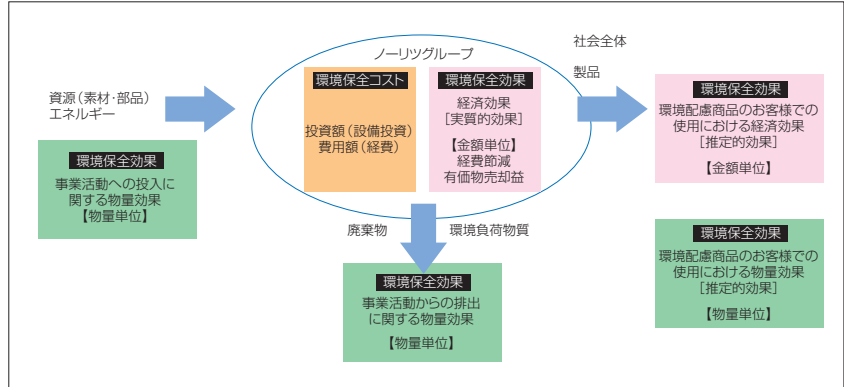 ノーリツグループ
社会全体
製品
資源（素材・部品）
エネルギー
環境保全効果
事業活動への投入に
関する物量効果
【物量単位】
環境保全コスト
投資額（設備投資）
費用額（経費）
環境保全効果
経済効果
［実質的効果］
【金額単位】
経費節減
有価物売却益
環境保全効果
環境配慮商品のお客様での
使用における経済効果
［推定的効果］
【金額単位】
廃棄物
環境負荷物質
環境保全効果
事業活動からの排出
に関する物量効果
【物量単位】
環境保全効果
環境配慮商品のお客様での
使用における物量効果
［推定的効果］
【物量単位】